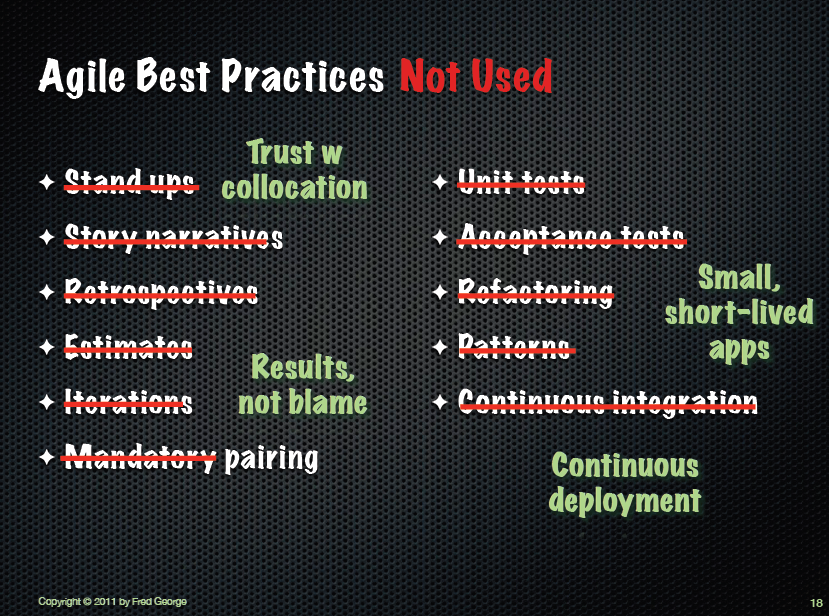 Agile Best Practices Not Used
Trust w
collocation
✦ Stand ups
✦ Story narratives
✦ Retrospectives
✦ Estimates
✦ Iterations
✦ Mandatory pairing
Results,
not blame
✦ Unit tests
✦ Acceptance tests
✦ Refactoring
✦ Patterns
✦ Continuous integration
Small,
short-lived
apps
Continuous
deployment
Copyright © 2011 by Fred George
18